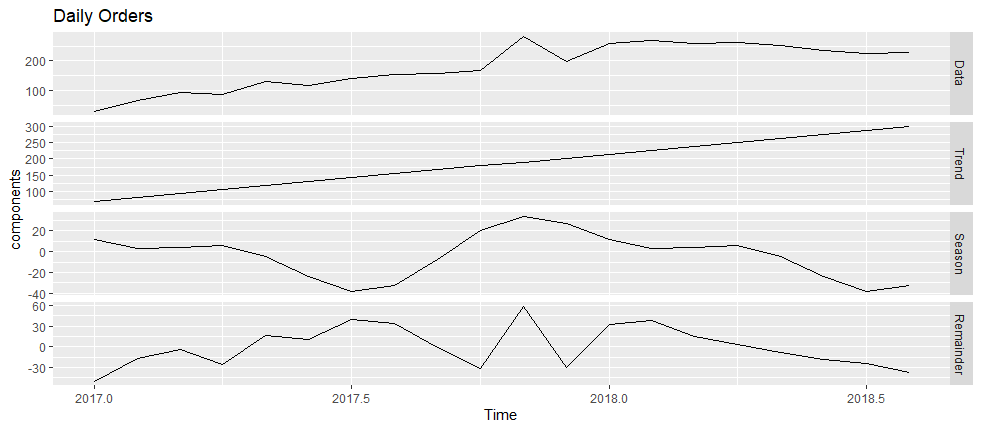 Daily Orders
200
100
Data
300
250
200
150
100
Trend
components
20
0
-20
-40
Season
60
30
0
-30
Remainder
2017.0 2017.5 2018.0 2018.5
Time